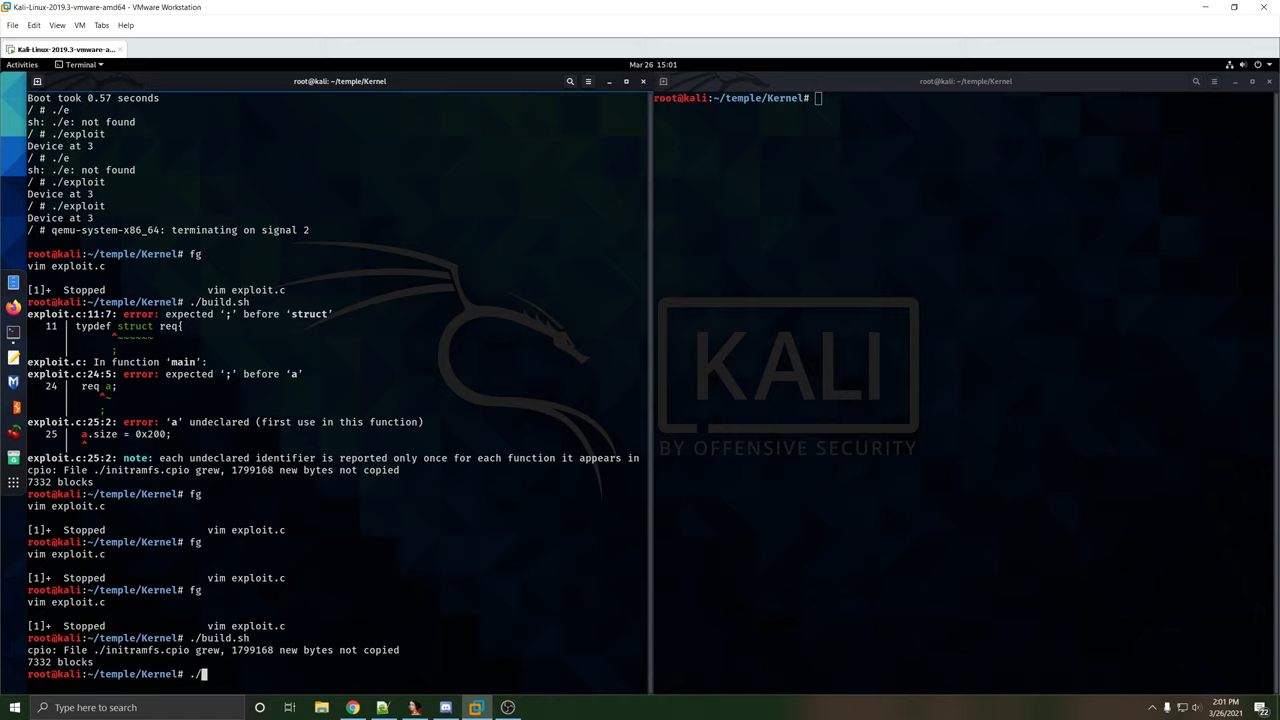 Kali-Linux-2019.3-vmware-amd64 - VMware Workstation
File Edit View VM Tabs Help
Kali-Linux-2019.3-vmware-a...
Activities Terminal Mar 26 15:01
root@kali: ~/temple/Kernel
Boot took 0.57 seconds
/ # ./e
sh: ./e: not found
/ # ./exploit
Device at 3
/ # ./e
sh: ./e: not found
/ # ./exploit
Device at 3
/ # ./exploit
Device at 3
/ # qemu-system-x86_64: terminating on signal 2
root@kali:~/temple/Kernel# fg
vim exploit.c
[1]+  Stopped                 vim exploit.c
root@kali:~/temple/Kernel# ./build.sh
exploit.c:11:7: error: expected ‘;’ before ‘struct’
   11 | typdef struct req{
      |       ^~~~~~~
      |       ;
exploit.c: In function ‘main’:
exploit.c:24:5: error: expected ‘;’ before ‘a’
   24 |  req a;
      |     ^~
      |     ;
exploit.c:25:2: error: ‘a’ undeclared (first use in this function)
   25 |  a.size = 0x200;
      |  ^
exploit.c:25:2: note: each undeclared identifier is reported only once for each function it appears in
cpio: File ./initramfs.cpio grew, 1799168 new bytes not copied
7332 blocks
root@kali:~/temple/Kernel# fg
vim exploit.c
[1]+  Stopped                 vim exploit.c
root@kali:~/temple/Kernel# fg
vim exploit.c
[1]+  Stopped                 vim exploit.c
root@kali:~/temple/Kernel# fg
vim exploit.c
[1]+  Stopped                 vim exploit.c
root@kali:~/temple/Kernel# ./build.sh
cpio: File ./initramfs.cpio grew, 1799168 new bytes not copied
7332 blocks
root@kali:~/temple/Kernel# ./
root@kali: ~/temple/Kernel
root@kali:~/temple/Kernel#
KALI
BY OFFENSIVE SECURITY
Type here to search
2:01 PM
3/26/2021
22